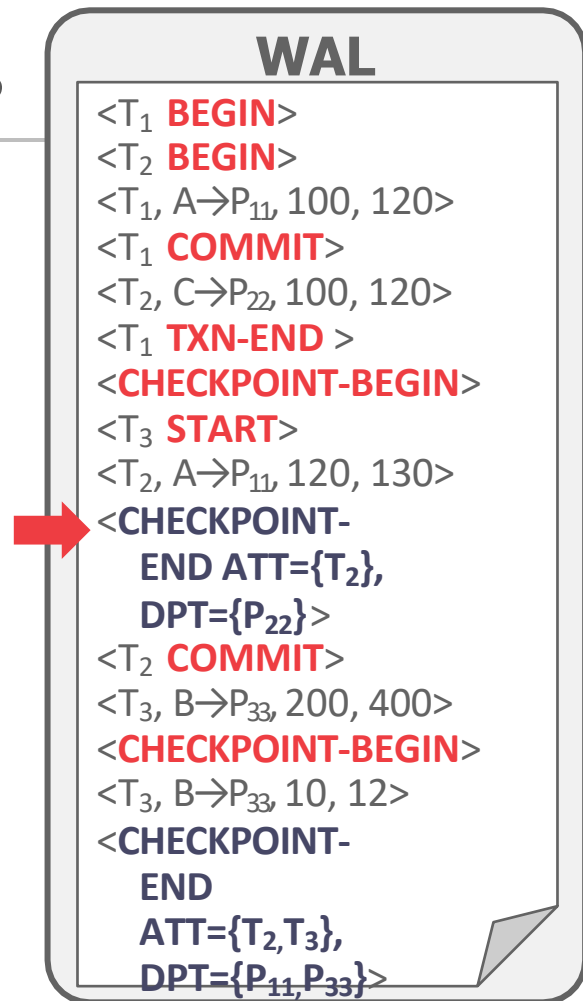 WAL
<T₁ BEGIN>
<T₂ BEGIN>
<T₁, A→P₁₁, 100, 120>
<T₁ COMMIT>
<T₂, C→P₂₂, 100, 120>
<T₁ TXN-END >
<CHECKPOINT-BEGIN>
<T₃ START>
<T₂, A→P₁₁, 120, 130>
<CHECKPOINT-
END ATT={T₂},
DPT={P₂₂}>
<T₂ COMMIT>
<T₃, B→P₃₃, 200, 400>
<CHECKPOINT-BEGIN>
<T₃, B→P₃₃, 10, 12>
<CHECKPOINT-
END
ATT={T₂,T₃},
DPT={P₁₁,P₃₃}>